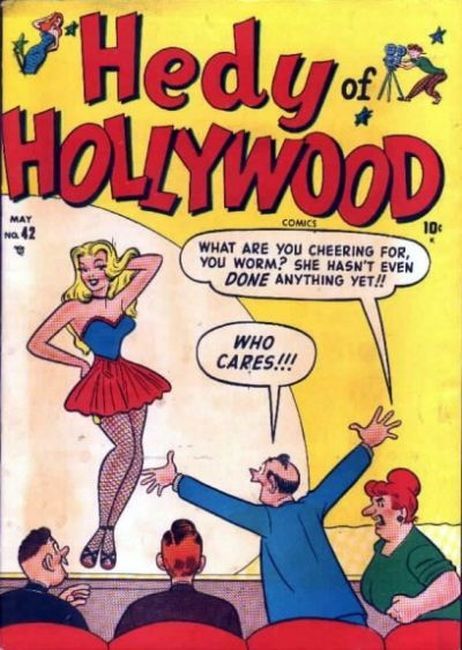 Hedy of
HOLLYWOOD
COMICS
MAY
NO. 42
10¢
K
WHAT ARE YOU CHEERING FOR,
YOU WORM? SHE HASN'T EVEN
DONE ANYTHING YET!!
WHO
CARES!!!